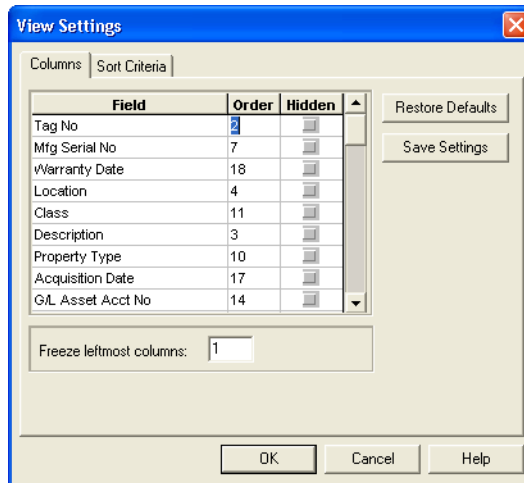 View Settings
Columns Sort Criteria
Field Order Hidden
Tag No 2
Mfg Serial No 7
Warranty Date 18
Location 4
Class 11
Description 3
Property Type 10
Acquisition Date 17
G/L Asset Acct No 14
Restore Defaults
Save Settings
Freeze leftmost columns: 1
OK Cancel Help